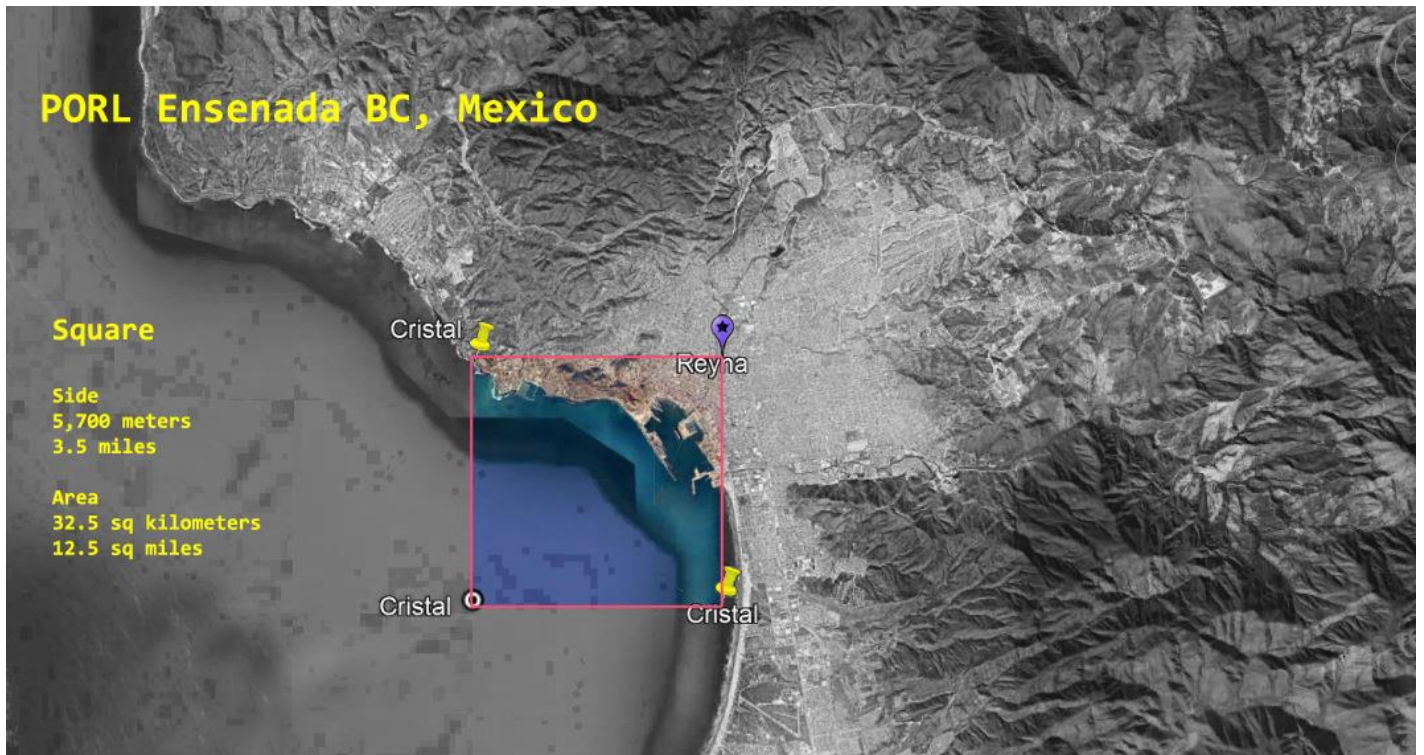 PORL Ensenada BC, Mexico
Square
Side
5,700 meters
3.5 miles
Area
32.5 sq kilometers
12.5 sq miles
Cristal
Reyna
Cristal
Cristal